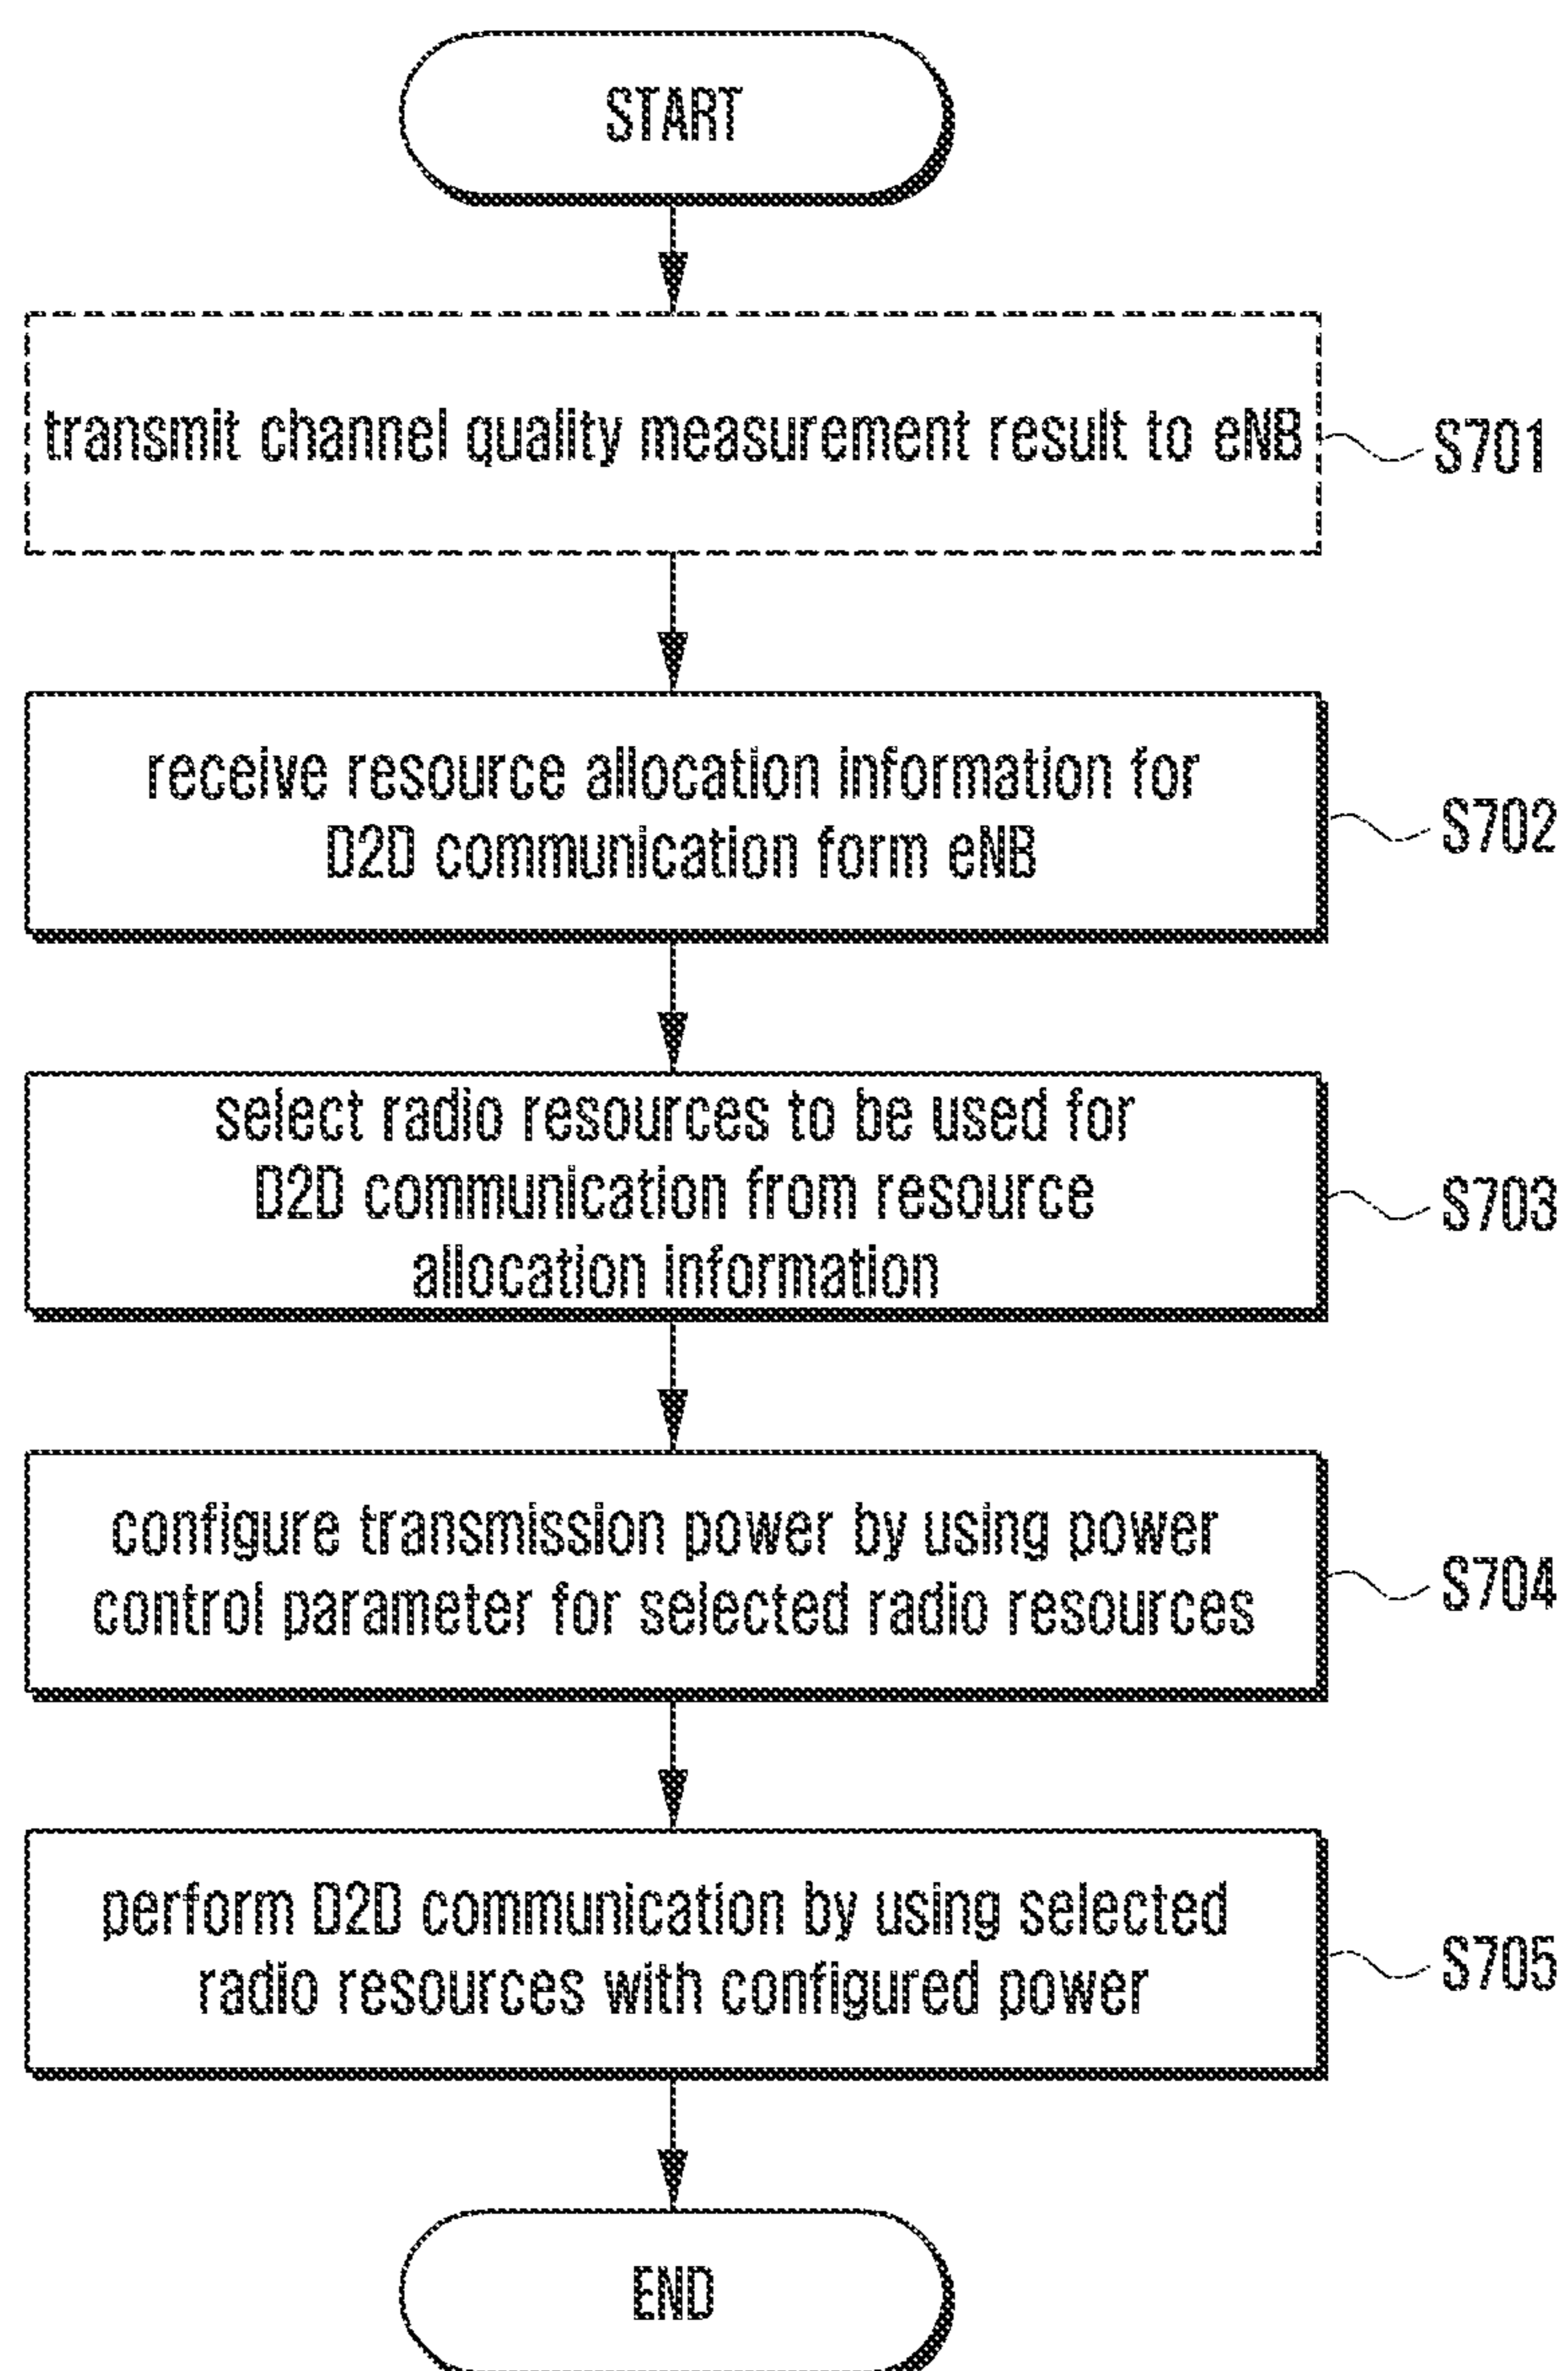 START
transmit channel quality measurement result to eNB
S701
receive resource allocation information for
D2D communication form eNB
S702
select radio resources to be used for
D2D communication from resource
allocation information
S703
configure transmission power by using power
control parameter for selected radio resources
S704
perform D2D communication by using selected
radio resources with configured power
S705
END